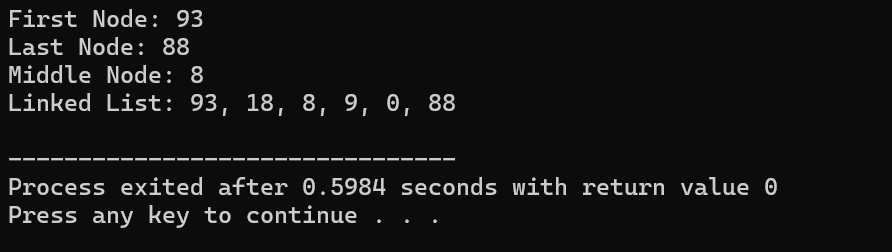 First Node: 93
Last Node: 88
Middle Node: 8
Linked List: 93, 18, 8, 9, 0, 88
--------------------------------
Process exited after 0.5984 seconds with return value 0
Press any key to continue . . .